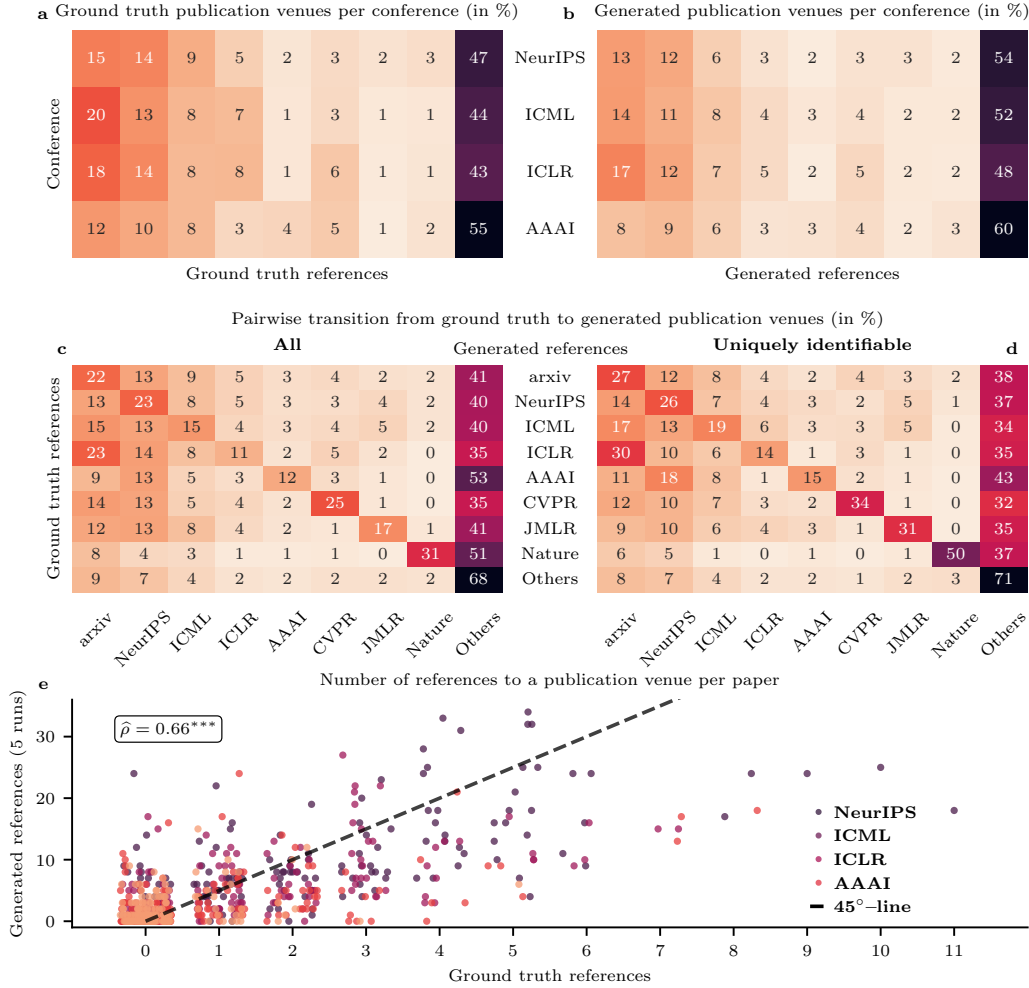 a Ground truth publication venues per conference (in %)
b Generated publication venues per conference (in %)
Conference
15 14 9 5 2 3 2 3 47
20 13 8 7 1 3 1 1 44
18 14 8 8 1 6 1 1 43
12 10 8 3 4 5 1 2 55
Ground truth references
NeurIPS
ICML
ICLR
AAAI
13 12 6 3 2 3 3 2 54
14 11 8 4 3 4 2 2 52
17 12 7 5 2 5 2 2 48
8 9 6 3 3 4 2 3 60
Generated references
Pairwise transition from ground truth to generated publication venues (in %)
c All
Generated references
Uniquely identifiable d
Ground truth references
22 13 9 5 3 4 2 2 41
13 23 8 5 3 3 4 2 40
15 13 15 4 3 4 5 2 40
23 14 8 11 2 5 2 0 35
9 13 5 3 12 3 1 0 53
14 13 5 4 2 25 1 0 35
12 13 8 4 2 1 17 1 41
8 4 3 1 1 1 0 31 51
9 7 4 2 2 2 2 2 68
arxiv
NeurIPS
ICML
ICLR
AAAI
CVPR
JMLR
Nature
Others
27 12 8 4 2 4 3 2 38
14 26 7 4 3 2 5 1 37
17 13 19 6 3 3 5 0 34
30 10 6 14 1 3 1 0 35
11 18 8 1 15 2 1 0 43
12 10 7 3 2 34 1 0 32
9 10 6 4 3 1 31 0 35
6 5 1 0 1 0 1 50 37
8 7 4 2 2 1 2 3 71
arxiv NeurIPS ICML ICLR AAAI CVPR JMLR Nature Others
arxiv NeurIPS ICML ICLR AAAI CVPR JMLR Nature Others
e Number of references to a publication venue per paper
Generated references (5 runs)
30
20
10
0
ρ̂ = 0.66***
NeurIPS
ICML
ICLR
AAAI
45°–line
0 1 2 3 4 5 6 7 8 9 10 11
Ground truth references